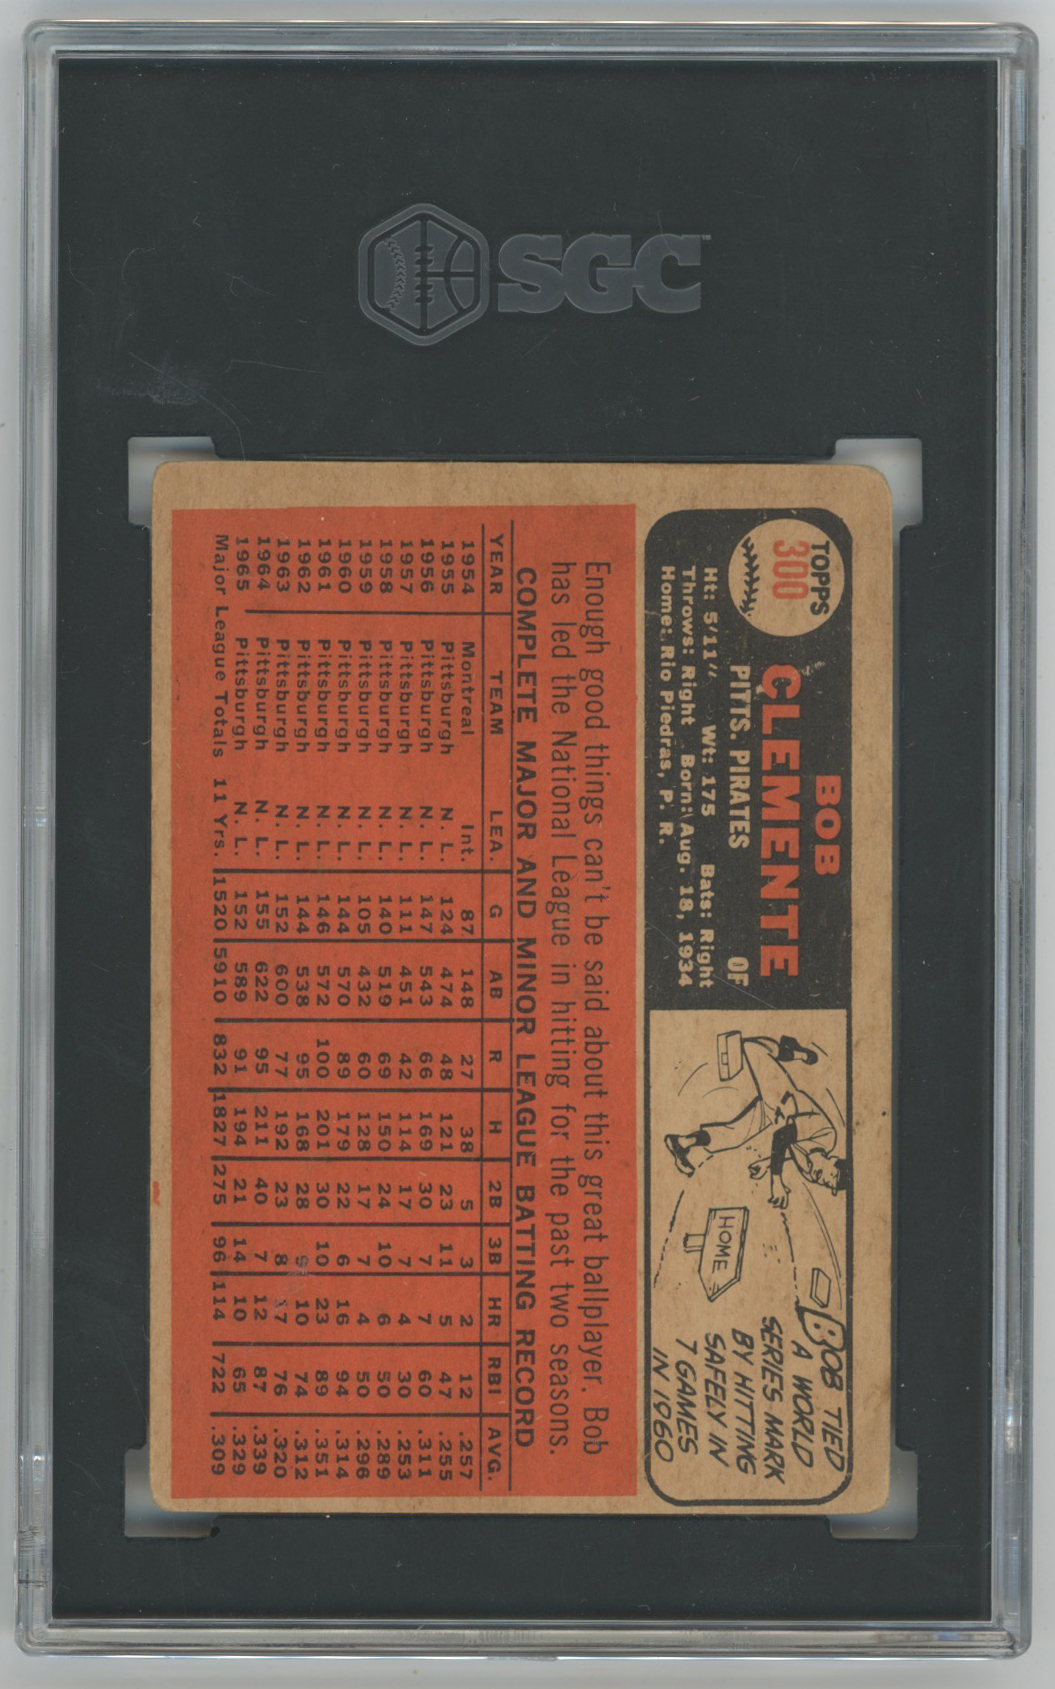 SGC
TOPPS
300
BOB
CLEMENTE
PITTS. PIRATES OF
Ht: 5'11" Wt: 175 Bats: Right
Throws: Right Born: Aug. 18, 1934
Home: Rio Piedras, P. R.
BOB TIED
A WORLD
SERIES MARK
BY HITTING
SAFELY IN
7 GAMES
IN 1960
HOME
Enough good things can't be said about this great ballplayer. Bob
has led the National League in hitting for the past two seasons.
COMPLETE MAJOR AND MINOR LEAGUE BATTING RECORD
YEAR TEAM LEA. G AB R H 2B 3B HR RBI AVG.
1954 Montreal Int. 87 148 27 38 5 3 2 12 .257
1955 Pittsburgh N. L. 124 474 48 121 23 11 5 47 .255
1956 Pittsburgh N. L. 147 543 66 169 30 7 7 60 .311
1957 Pittsburgh N. L. 111 451 42 114 17 7 4 30 .253
1958 Pittsburgh N. L. 140 519 69 150 24 10 6 50 .289
1959 Pittsburgh N. L. 105 432 60 128 17 7 4 50 .296
1960 Pittsburgh N. L. 144 570 89 179 22 6 16 94 .314
1961 Pittsburgh N. L. 146 572 100 201 30 10 23 89 .351
1962 Pittsburgh N. L. 144 538 95 168 28 9 10 74 .312
1963 Pittsburgh N. L. 152 600 77 192 23 8 17 76 .320
1964 Pittsburgh N. L. 155 622 95 211 40 7 12 87 .339
1965 Pittsburgh N. L. 152 589 91 194 21 14 10 65 .329
Major League Totals 11 Yrs. 1520 5910 832 1827 275 96 114 722 .309